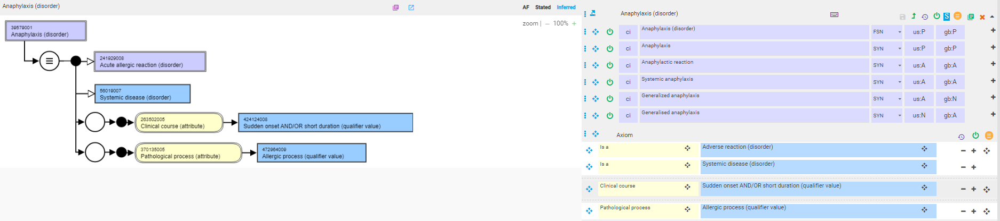 Anaphylaxis (disorder)
AF Stated Inferred
zoom | − 100% +
39579001
Anaphylaxis (disorder)
241929008
Acute allergic reaction (disorder)
56019007
Systemic disease (disorder)
263502005
Clinical course (attribute)
424124008
Sudden onset AND/OR short duration (qualifier value)
370135005
Pathological process (attribute)
472964009
Allergic process (qualifier value)
Anaphylaxis (disorder)
S
ci Anaphylaxis (disorder) FSN us:P gb:P
ci Anaphylaxis SYN us:P gb:P
ci Anaphylactic reaction SYN us:A gb:A
ci Systemic anaphylaxis SYN us:A gb:A
ci Generalized anaphylaxis SYN us:A gb:N
ci Generalised anaphylaxis SYN us:N gb:A
Axiom
Is a Adverse reaction (disorder)
Is a Systemic disease (disorder)
Clinical course Sudden onset AND/OR short duration (qualifier value)
Pathological process Allergic process (qualifier value)